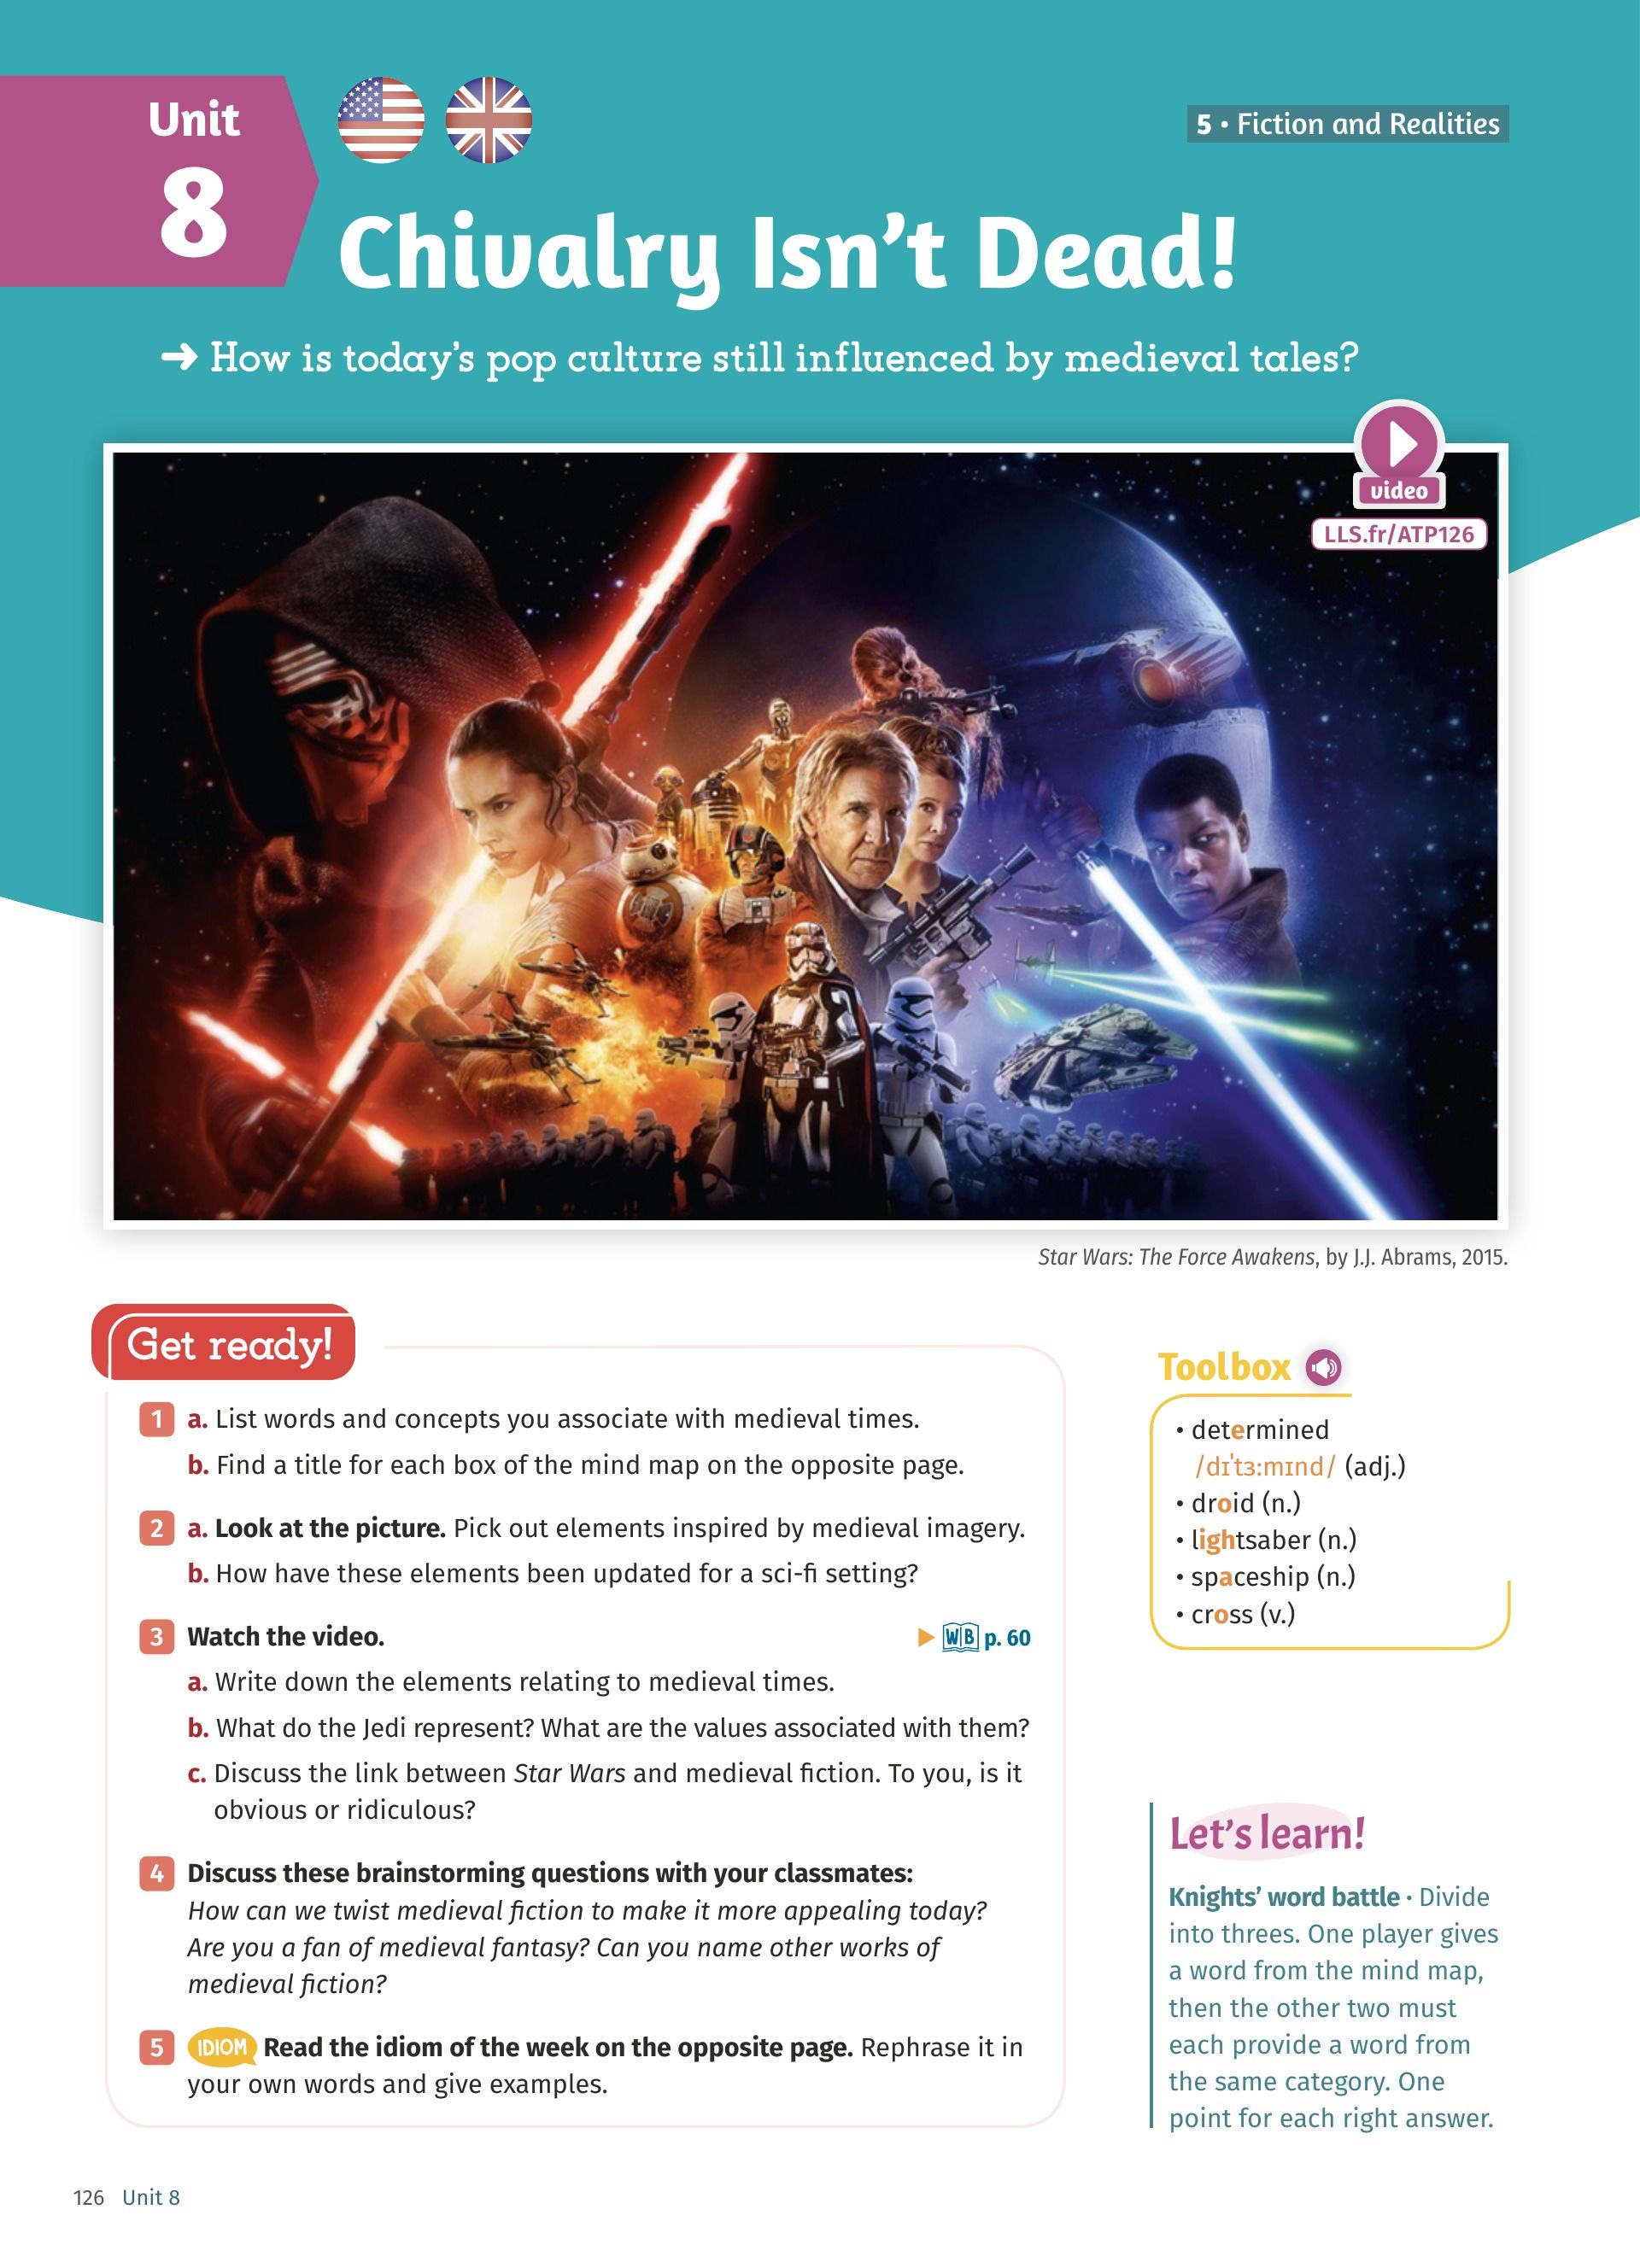 Unit
8
5 • Fiction and Realities
Chivalry Isn’t Dead!
➜ How is today’s pop culture still influenced by medieval tales?
video
LLS.fr/ATP126
Star Wars: The Force Awakens, by J.J. Abrams, 2015.
Get ready!
1 a. List words and concepts you associate with medieval times.
b. Find a title for each box of the mind map on the opposite page.
2 a. Look at the picture. Pick out elements inspired by medieval imagery.
b. How have these elements been updated for a sci-fi setting?
3 Watch the video. ▶ WB p. 60
a. Write down the elements relating to medieval times.
b. What do the Jedi represent? What are the values associated with them?
c. Discuss the link between Star Wars and medieval fiction. To you, is it
obvious or ridiculous?
4 Discuss these brainstorming questions with your classmates:
How can we twist medieval fiction to make it more appealing today?
Are you a fan of medieval fantasy? Can you name other works of
medieval fiction?
5 IDIOM Read the idiom of the week on the opposite page. Rephrase it in
your own words and give examples.
Toolbox
• determined
/dɪˈtɜːmɪnd/ (adj.)
• droid (n.)
• lightsaber (n.)
• spaceship (n.)
• cross (v.)
Let’s learn!
Knights’ word battle • Divide
into threes. One player gives
a word from the mind map,
then the other two must
each provide a word from
the same category. One
point for each right answer.
126 Unit 8